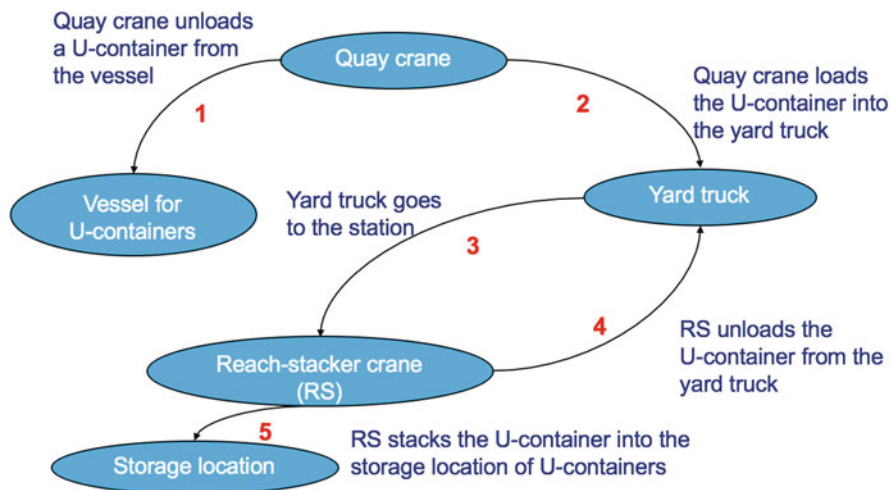 Quay crane unloads
a U-container from
the vessel
Quay crane
1
2
Quay crane loads
the U-container into
the yard truck
Vessel for
U-containers
Yard truck goes
to the station
Yard truck
3
4
RS unloads the
U-container from the
yard truck
Reach-stacker crane
(RS)
5
RS stacks the U-container into the
storage location of U-containers
Storage location